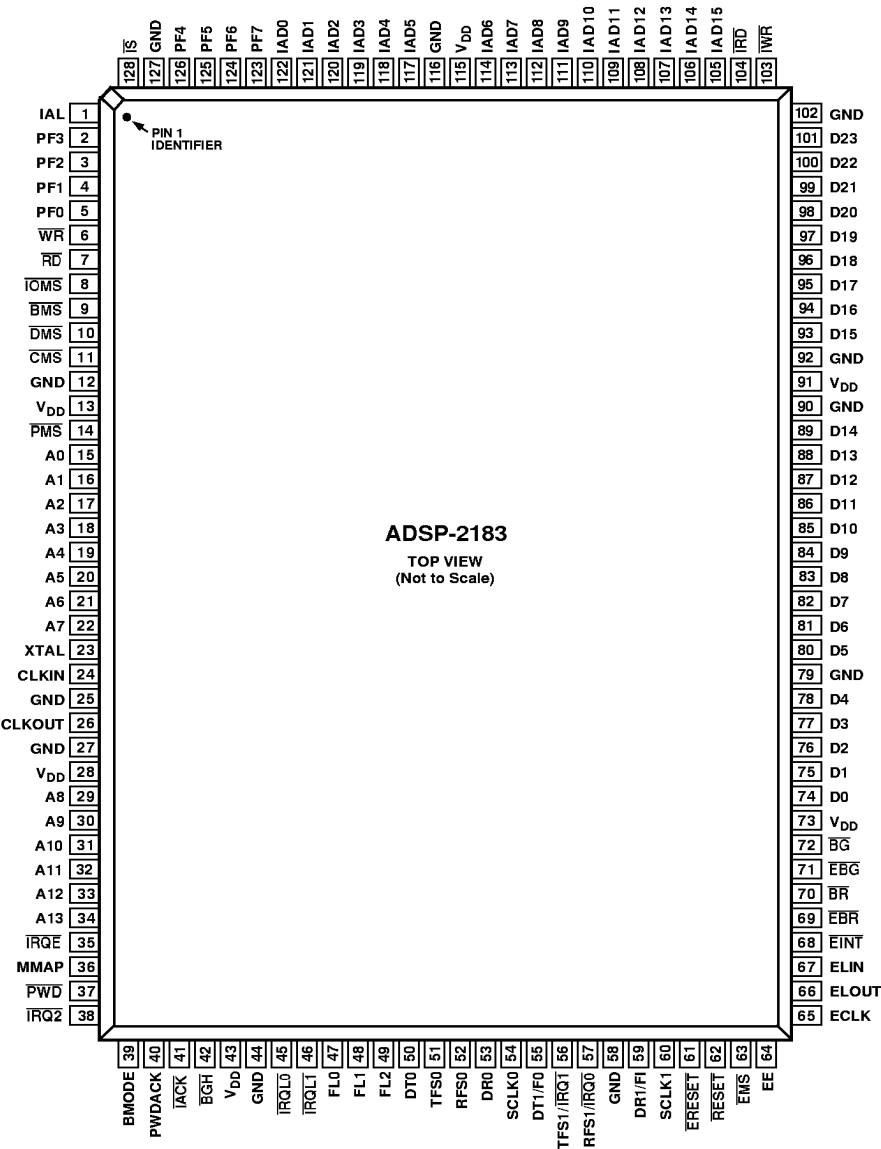 128 IS
127 GND
126 PF4
125 PF5
124 PF6
123 PF7
122 IAD0
121 IAD1
120 IAD2
119 IAD3
118 IAD4
117 IAD5
116 GND
115 VDD
114 IAD6
113 IAD7
112 IAD8
111 IAD9
110 IAD10
109 IAD11
108 IAD12
107 IAD13
106 IAD14
105 IAD15
104 IRD
103 IWR
IAL 1
PF3 2
PF2 3
PF1 4
PF0 5
WR 6
RD 7
IOMS 8
BMS 9
DMS 10
CMS 11
GND 12
VDD 13
PMS 14
A0 15
A1 16
A2 17
A3 18
A4 19
A5 20
A6 21
A7 22
XTAL 23
CLKIN 24
GND 25
CLKOUT 26
GND 27
VDD 28
A8 29
A9 30
A10 31
A11 32
A12 33
A13 34
IRQE 35
MMAP 36
PWD 37
IRQ2 38
PIN 1
IDENTIFIER
ADSP-2183
TOP VIEW
(Not to Scale)
102 GND
101 D23
100 D22
99 D21
98 D20
97 D19
96 D18
95 D17
94 D16
93 D15
92 GND
91 VDD
90 GND
89 D14
88 D13
87 D12
86 D11
85 D10
84 D9
83 D8
82 D7
81 D6
80 D5
79 GND
78 D4
77 D3
76 D2
75 D1
74 D0
73 VDD
72 BG
71 EBG
70 BR
69 EBR
68 EINT
67 ELIN
66 ELOUT
65 ECLK
BMODE 39
PWDACK 40
IACK 41
BGH 42
VDD 43
GND 44
IRQL0 45
IRQL1 46
FL0 47
FL1 48
FL2 49
DT0 50
TFS0 51
RFS0 52
DR0 53
SCLK0 54
DT1/F0 55
TFS1/IRQ1 56
RFS1/IRQ0 57
GND 58
DR1/FI 59
SCLK1 60
ERESET 61
RESET 62
EMS 63
EE 64